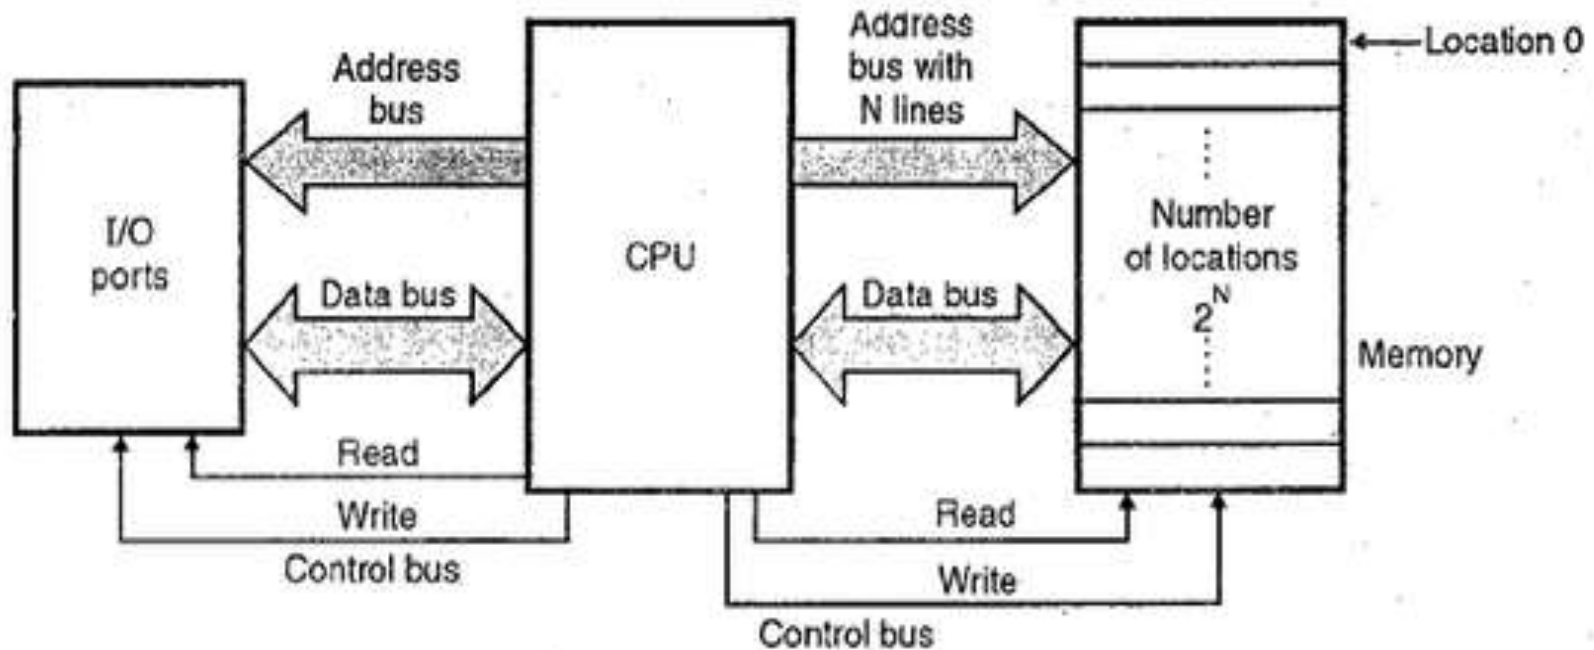 Address
bus
Address
bus with
N lines
Location 0
I/O
ports
CPU
Number
of locations
2^N
Data bus
Data bus
Memory
Read
Write
Control bus
Read
Write
Control bus